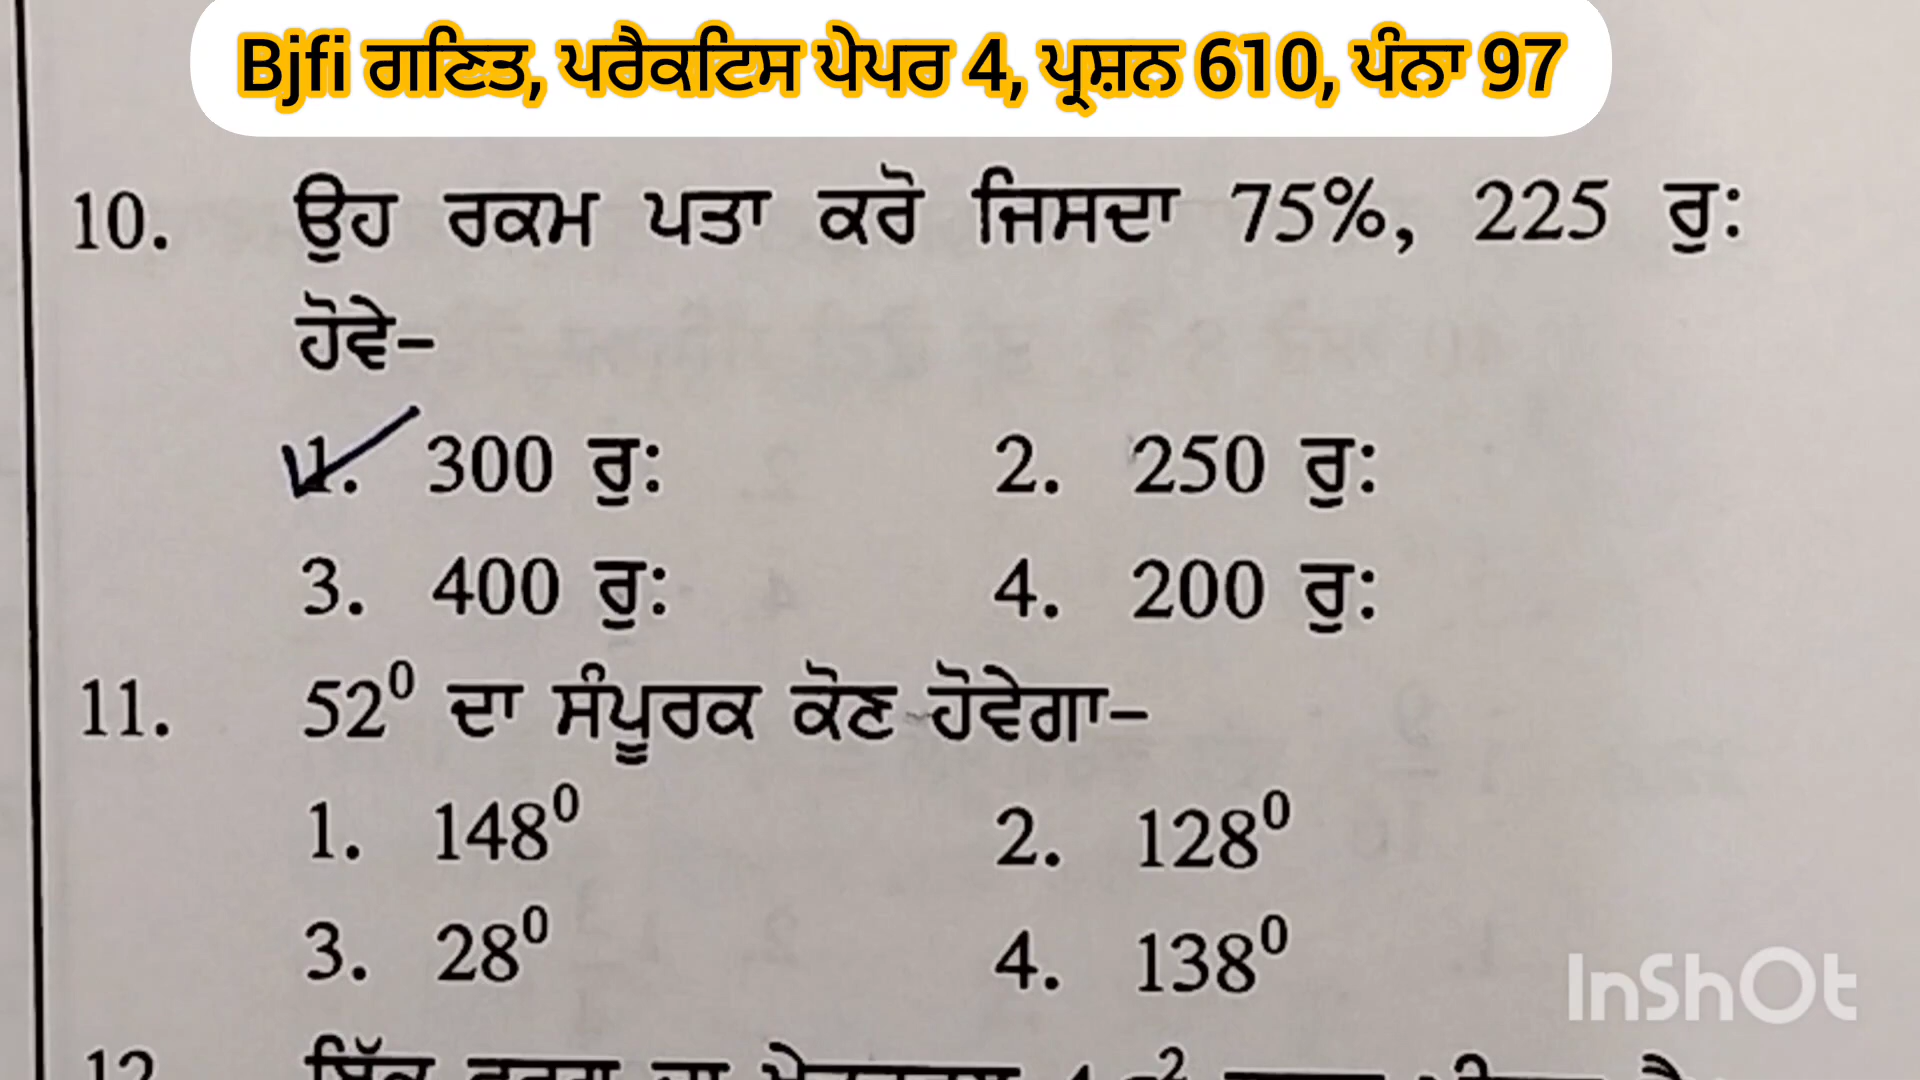 Bjfi ਗਣਿਤ, ਪਰੈਕਟਿਸ ਪੇਪਰ 4, ਪ੍ਰਸ਼ਨ 610, ਪੰਨਾ 97
10. ਉਹ ਰਕਮ ਪਤਾ ਕਰੋ ਜਿਸਦਾ 75%, 225 ਰੁ:
ਹੋਵੇ–
1. 300 ਰੁ: 2. 250 ਰੁ:
3. 400 ਰੁ: 4. 200 ਰੁ:
11. 52⁰ ਦਾ ਸੰਪੂਰਕ ਕੋਣ ਹੋਵੇਗਾ–
1. 148⁰ 2. 128⁰
3. 28⁰ 4. 138⁰
InShOt
12